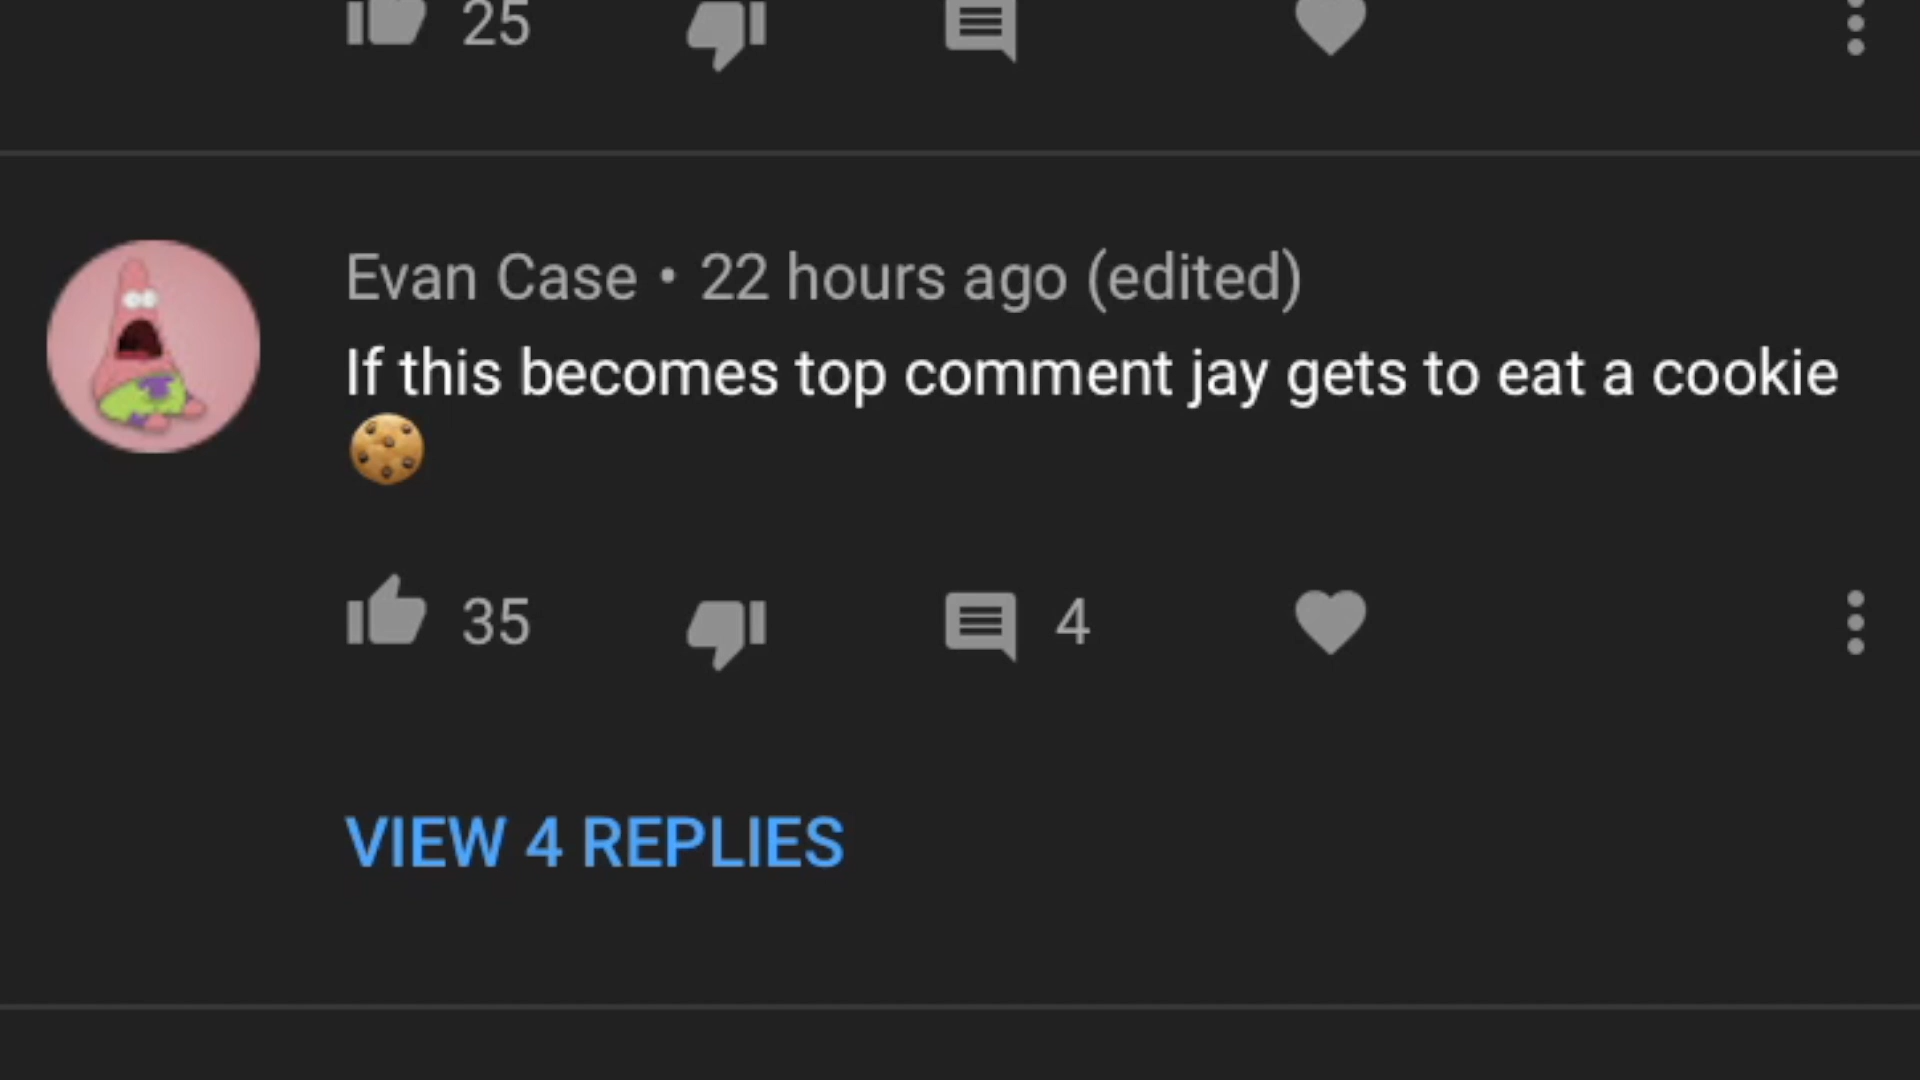 25
Evan Case • 22 hours ago (edited)
If this becomes top comment jay gets to eat a cookie
🍪
35 4
VIEW 4 REPLIES